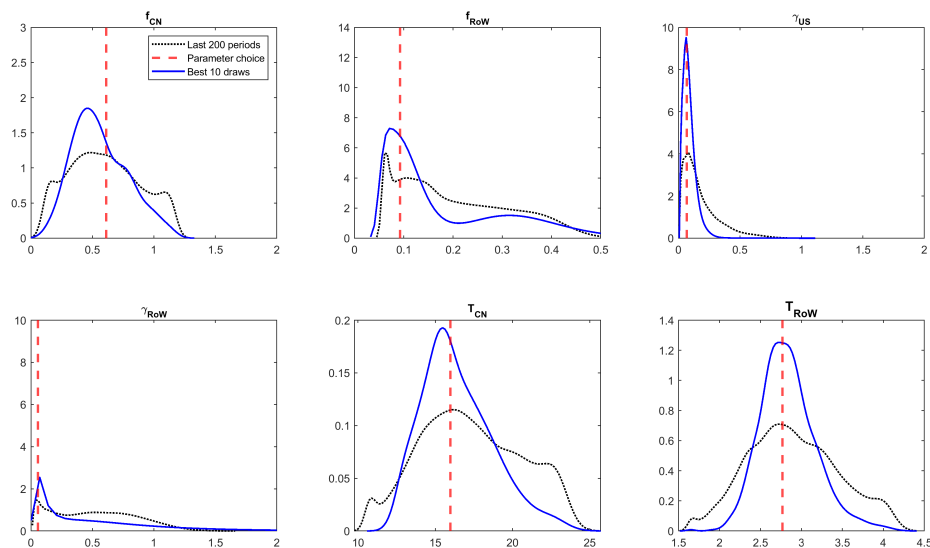 f_CN
3
2.5
2
1.5
1
0.5
0
0 0.5 1 1.5 2
Last 200 periods
Parameter choice
Best 10 draws
f_RoW
14
12
10
8
6
4
2
0
0 0.1 0.2 0.3 0.4 0.5
γ_US
10
8
6
4
2
0
0 0.5 1 1.5 2
γ_RoW
10
8
6
4
2
0
0 0.5 1 1.5 2
T_CN
0.2
0.15
0.1
0.05
0
10 15 20 25
T_RoW
1.4
1.2
1
0.8
0.6
0.4
0.2
0
1.5 2 2.5 3 3.5 4 4.5